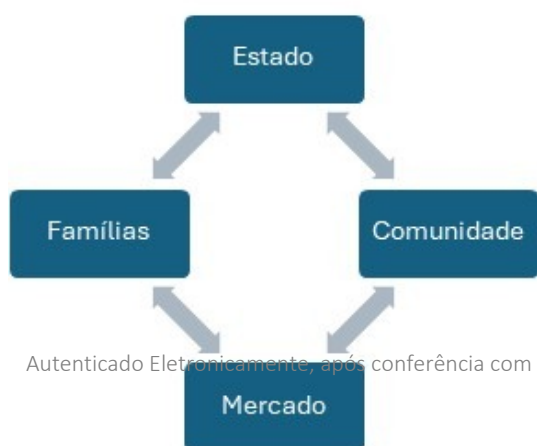 Estado
Famílias
Comunidade
Autenticado Eletronicamente, após conferência com
Mercado